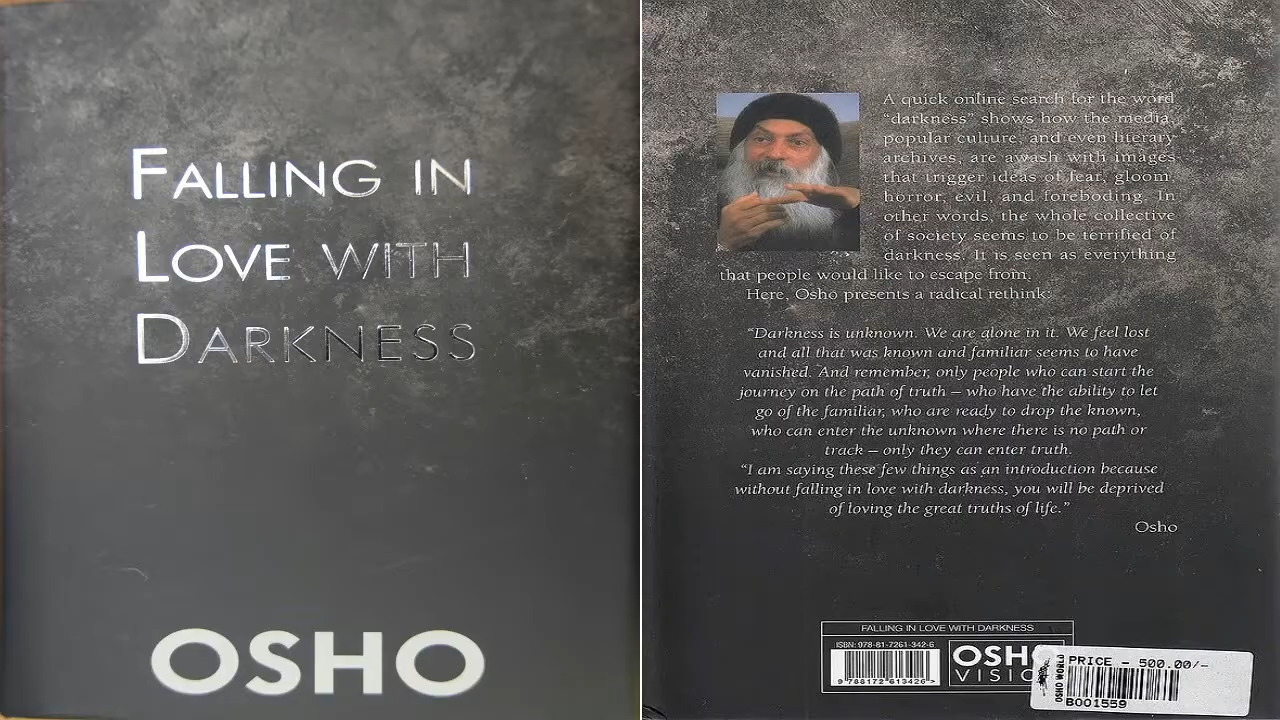 FALLING IN
LOVE WITH
DARKNESS
OSHO
A quick online search for the word
“darkness” shows how the media,
popular culture, and even literary
archives, are awash with images
that trigger ideas of fear, gloom,
horror, evil, and foreboding. In
other words, the whole collective
of society seems to be terrified of
darkness. It is seen as everything
that people would like to escape from.
Here, Osho presents a radical rethink:
“Darkness is unknown. We are alone in it. We feel lost
and all that was known and familiar seems to have
vanished. And remember, only people who can start the
journey on the path of truth – who have the ability to let
go of the familiar, who are ready to drop the known,
who can enter the unknown where there is no path or
track – only they can enter truth.
“I am saying these few things as an introduction because
without falling in love with darkness, you will be deprived
of loving the great truths of life.”
Osho
FALLING IN LOVE WITH DARKNESS
ISBN: 978-81-7261-342-6
9 788172 613426 >
OSHO
VISIO
OSHO WORLD
PRICE - 500.00/-
B001559